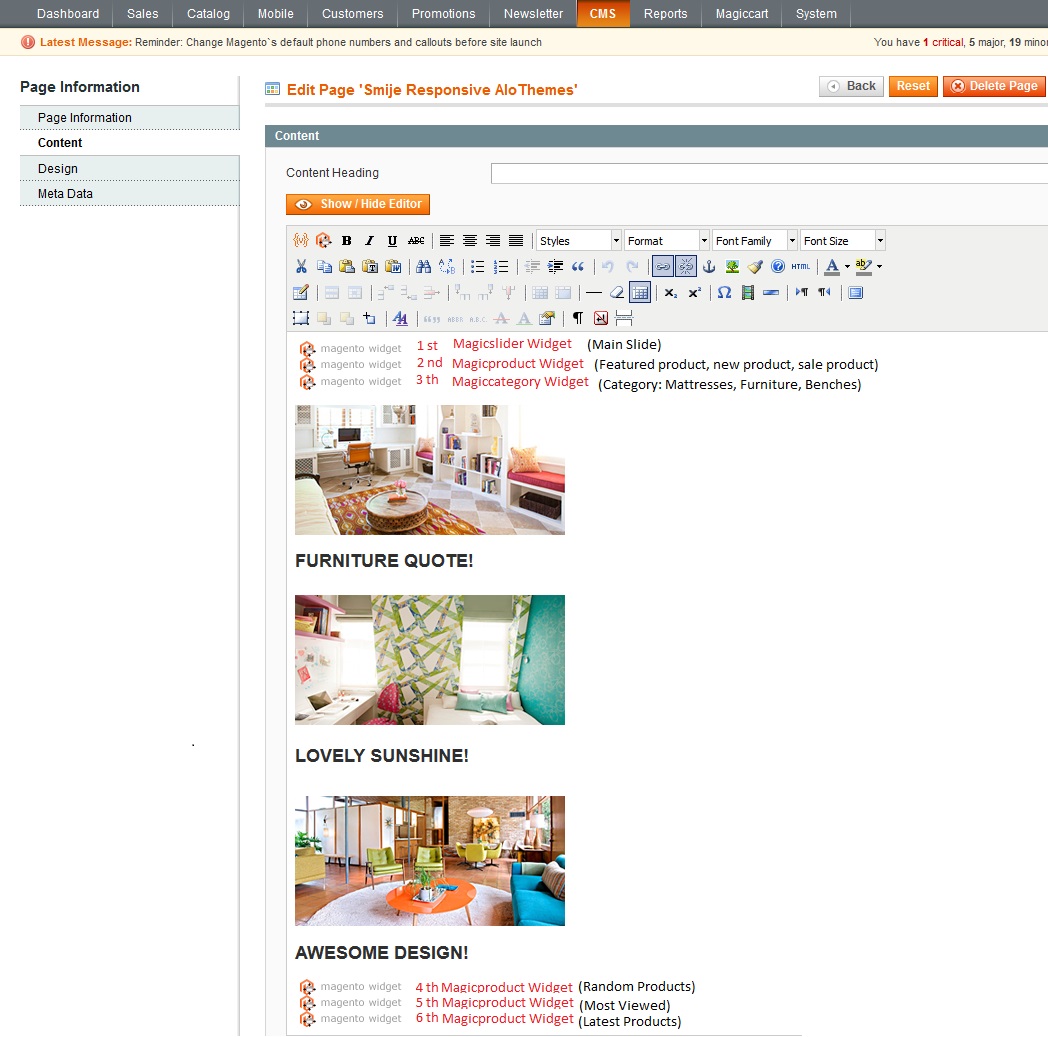 Dashboard Sales Catalog Mobile Customers Promotions Newsletter CMS Reports Magiccart System
Latest Message: Reminder: Change Magento`s default phone numbers and callouts before site launch You have 1 critical, 5 major, 19 minor
Page Information
Page Information
Content
Design
Meta Data
Edit Page 'Smije Responsive AloThemes'
Back Reset Delete Page
Content
Content Heading
Show / Hide Editor
B I U ABC Styles Format Font Family Font Size
HTML A ab
magento widget 1 st Magicslider Widget (Main Slide)
magento widget 2 nd Magicproduct Widget (Featured product, new product, sale product)
magento widget 3 th Magiccategory Widget (Category: Mattresses, Furniture, Benches)
FURNITURE QUOTE!
LOVELY SUNSHINE!
AWESOME DESIGN!
magento widget 4 th Magicproduct Widget (Random Products)
magento widget 5 th Magicproduct Widget (Most Viewed)
magento widget 6 th Magicproduct Widget (Latest Products)